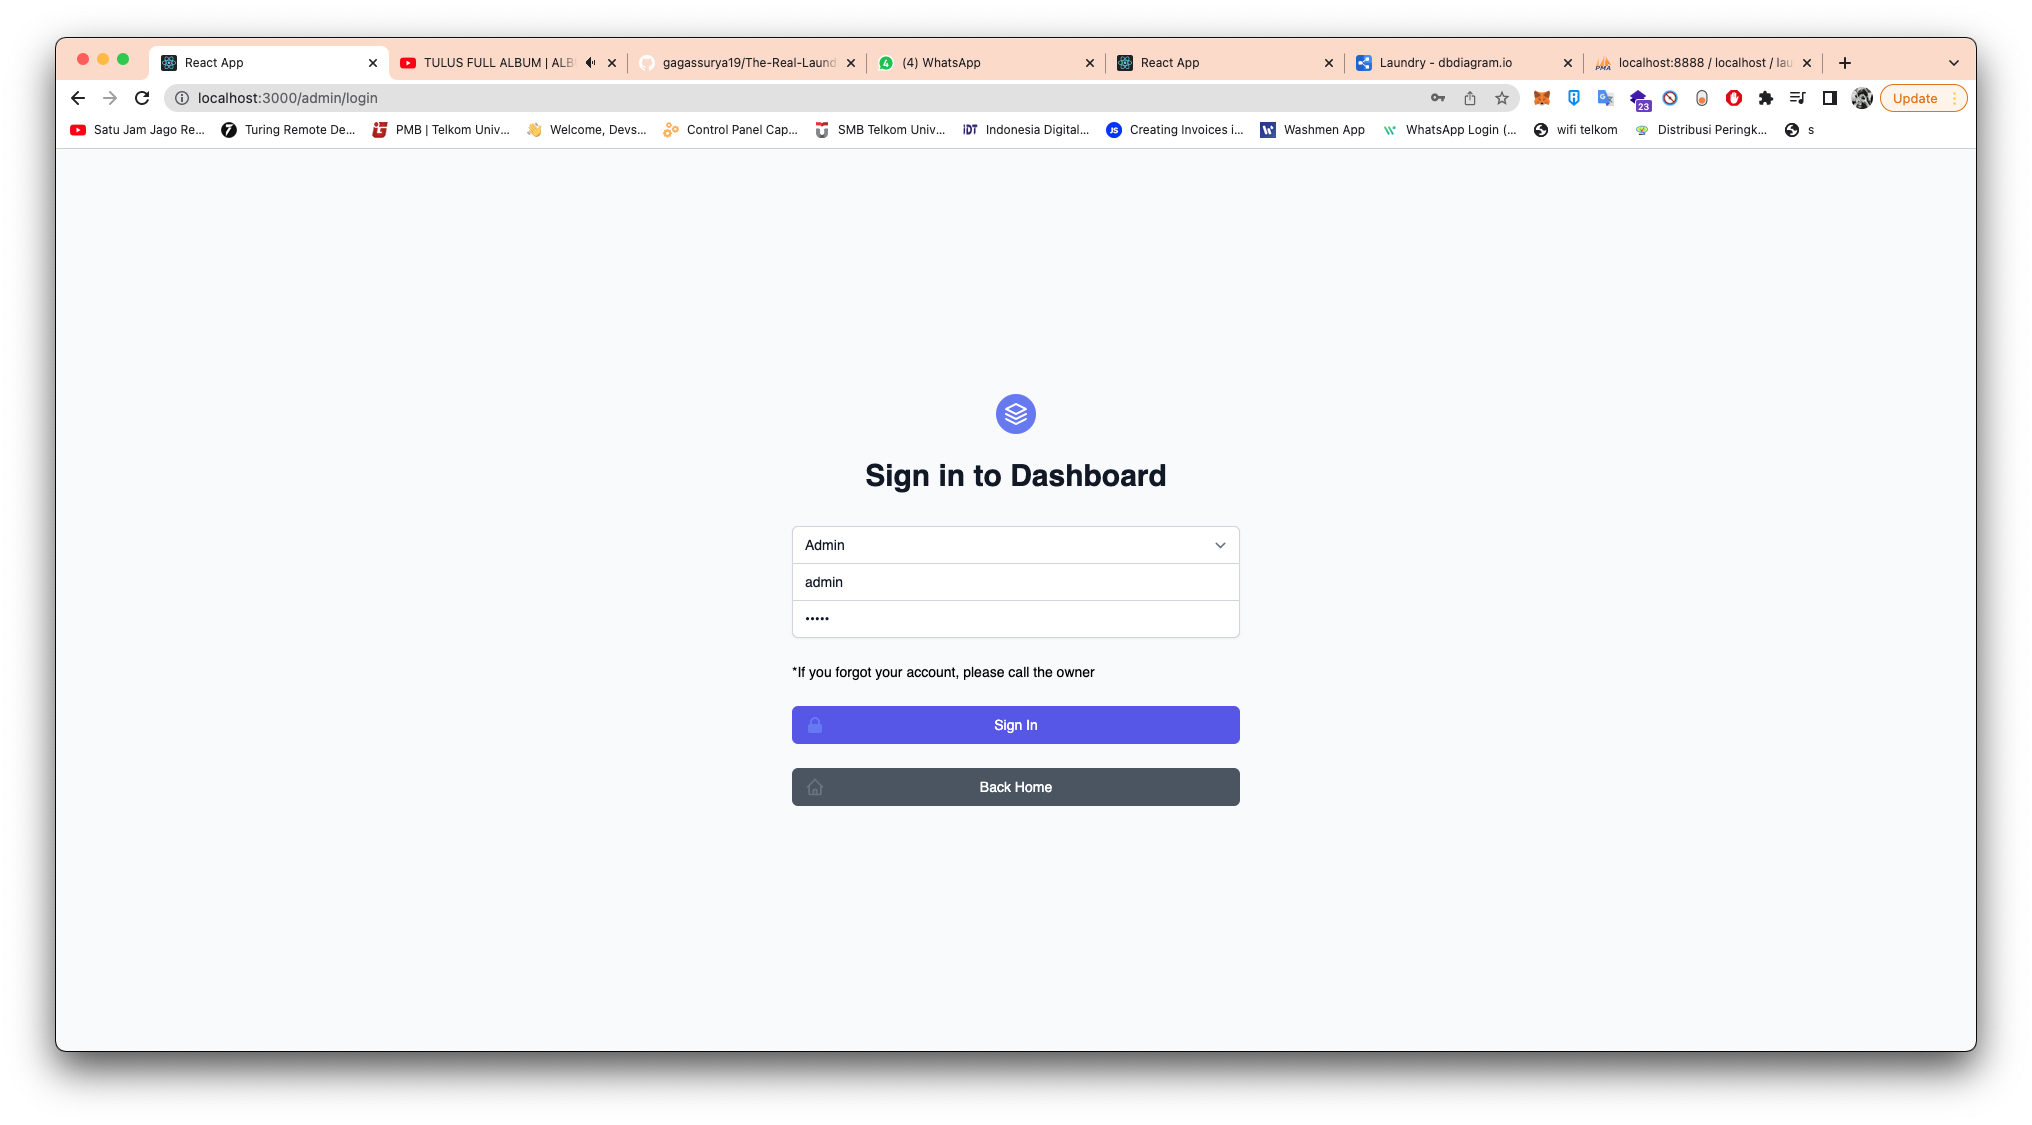 React App
TULUS FULL ALBUM | ALB
gagassurya19/The-Real-Laund
(4) WhatsApp
React App
Laundry - dbdiagram.io
localhost:8888 / localhost / lau
localhost:3000/admin/login
23
Update
Satu Jam Jago Re...
Turing Remote De...
PMB | Telkom Univ...
Welcome, Devs...
Control Panel Cap...
SMB Telkom Univ...
iDT
Indonesia Digital...
JS
Creating Invoices i...
Washmen App
WhatsApp Login (...
wifi telkom
Distribusi Peringk...
s
Sign in to Dashboard
Admin
admin
•••••
*If you forgot your account, please call the owner
Sign In
Back Home